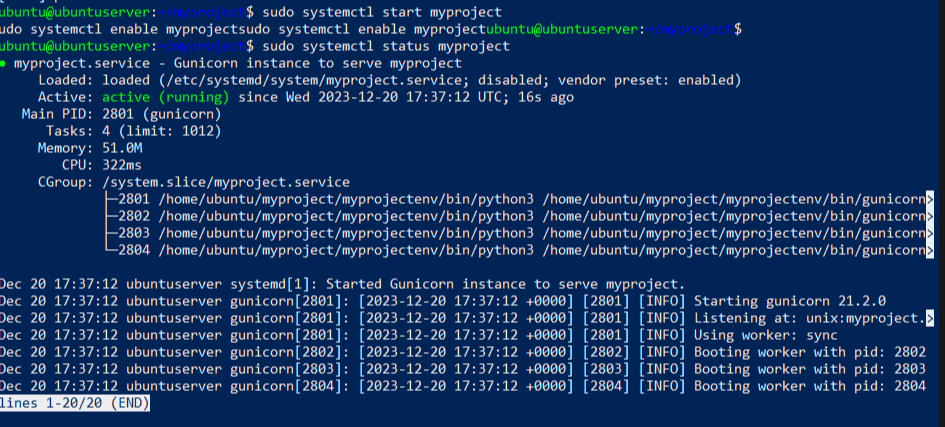 ubuntu@ubuntuserver:~/myproject$ sudo systemctl start myproject
udo systemctl enable myprojectsudo systemctl enable myprojectubuntu@ubuntuserver:~/myproject$
ubuntu@ubuntuserver:~/myproject$ sudo systemctl status myproject
● myproject.service - Gunicorn instance to serve myproject
Loaded: loaded (/etc/systemd/system/myproject.service; disabled; vendor preset: enabled)
Active: active (running) since Wed 2023-12-20 17:37:12 UTC; 16s ago
Main PID: 2801 (gunicorn)
Tasks: 4 (limit: 1012)
Memory: 51.0M
CPU: 322ms
CGroup: /system.slice/myproject.service
├─2801 /home/ubuntu/myproject/myprojectenv/bin/python3 /home/ubuntu/myproject/myprojectenv/bin/gunicorn>
├─2802 /home/ubuntu/myproject/myprojectenv/bin/python3 /home/ubuntu/myproject/myprojectenv/bin/gunicorn>
├─2803 /home/ubuntu/myproject/myprojectenv/bin/python3 /home/ubuntu/myproject/myprojectenv/bin/gunicorn>
└─2804 /home/ubuntu/myproject/myprojectenv/bin/python3 /home/ubuntu/myproject/myprojectenv/bin/gunicorn>
Dec 20 17:37:12 ubuntuserver systemd[1]: Started Gunicorn instance to serve myproject.
Dec 20 17:37:12 ubuntuserver gunicorn[2801]: [2023-12-20 17:37:12 +0000] [2801] [INFO] Starting gunicorn 21.2.0
Dec 20 17:37:12 ubuntuserver gunicorn[2801]: [2023-12-20 17:37:12 +0000] [2801] [INFO] Listening at: unix:myproject.>
Dec 20 17:37:12 ubuntuserver gunicorn[2801]: [2023-12-20 17:37:12 +0000] [2801] [INFO] Using worker: sync
Dec 20 17:37:12 ubuntuserver gunicorn[2802]: [2023-12-20 17:37:12 +0000] [2802] [INFO] Booting worker with pid: 2802
Dec 20 17:37:12 ubuntuserver gunicorn[2803]: [2023-12-20 17:37:12 +0000] [2803] [INFO] Booting worker with pid: 2803
Dec 20 17:37:12 ubuntuserver gunicorn[2804]: [2023-12-20 17:37:12 +0000] [2804] [INFO] Booting worker with pid: 2804
lines 1-20/20 (END)